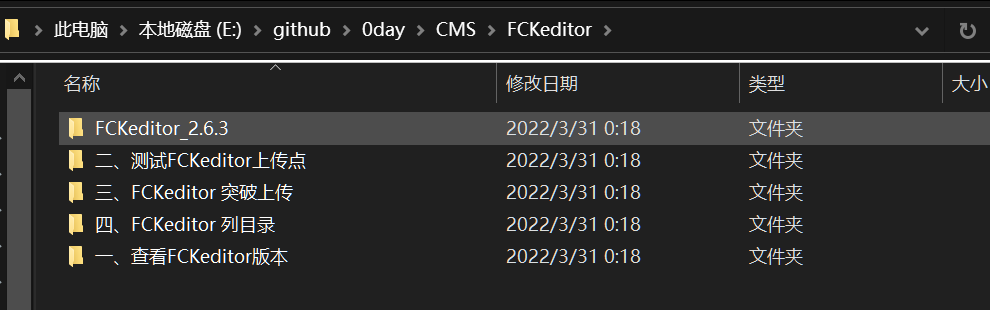 此电脑 > 本地磁盘 (E:) > github > 0day > CMS > FCKeditor >
名称 修改日期 类型 大小
FCKeditor_2.6.3 2022/3/31 0:18 文件夹
二、测试FCKeditor上传点 2022/3/31 0:18 文件夹
三、FCKeditor 突破上传 2022/3/31 0:18 文件夹
四、FCKeditor 列目录 2022/3/31 0:18 文件夹
一、查看FCKeditor版本 2022/3/31 0:18 文件夹